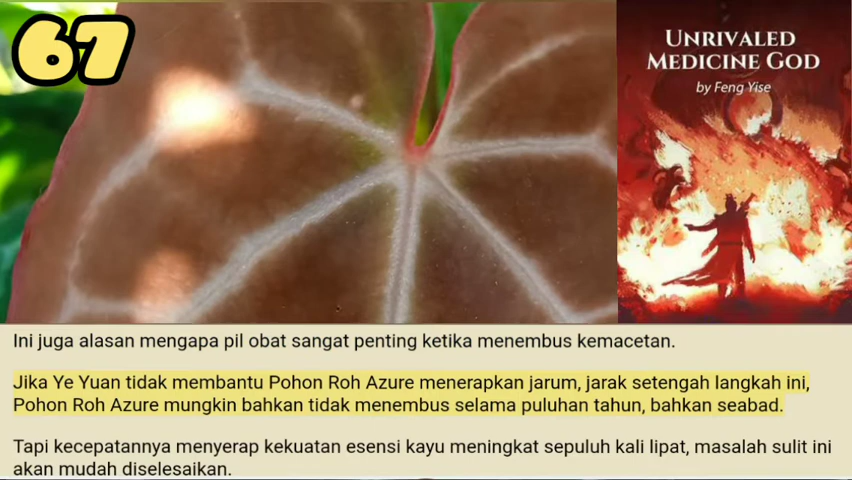 67
UNRIVALED
MEDICINE GOD
by Feng Yise
Ini juga alasan mengapa pil obat sangat penting ketika menembus kemacetan.
Jika Ye Yuan tidak membantu Pohon Roh Azure menerapkan jarum, jarak setengah langkah ini,
Pohon Roh Azure mungkin bahkan tidak menembus selama puluhan tahun, bahkan seabad.
Tapi kecepatannya menyerap kekuatan esensi kayu meningkat sepuluh kali lipat, masalah sulit ini
akan mudah diselesaikan.